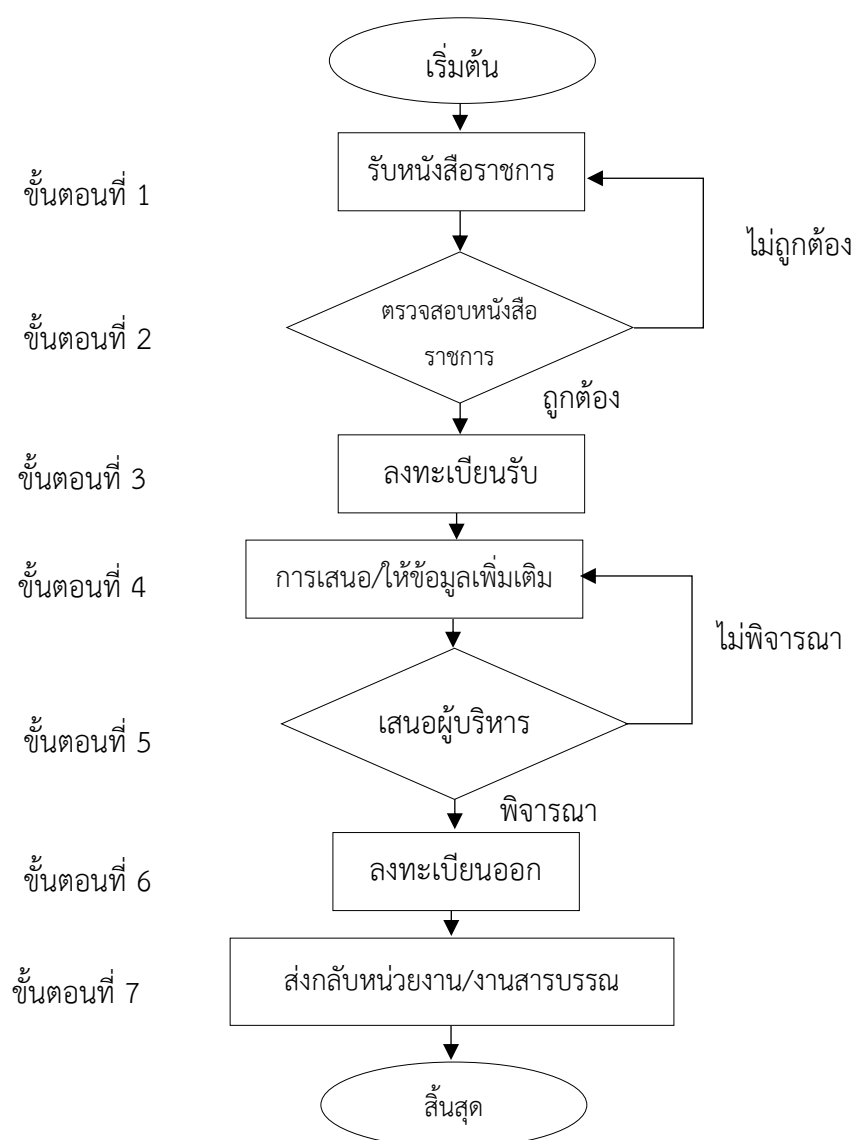 เริ่มต้น
ขั้นตอนที่ 1
รับหนังสือราชการ
ไม่ถูกต้อง
ขั้นตอนที่ 2
ตรวจสอบหนังสือ
ราชการ
ถูกต้อง
ขั้นตอนที่ 3
ลงทะเบียนรับ
ขั้นตอนที่ 4
การเสนอ/ให้ข้อมูลเพิ่มเติม
ไม่พิจารณา
ขั้นตอนที่ 5
เสนอผู้บริหาร
พิจารณา
ขั้นตอนที่ 6
ลงทะเบียนออก
ขั้นตอนที่ 7
ส่งกลับหน่วยงาน/งานสารบรรณ
สิ้นสุด